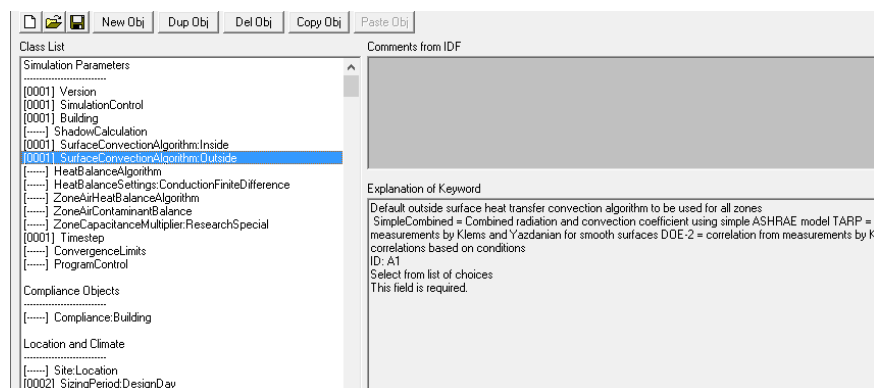 New Obj Dup Obj Del Obj Copy Obj Paste Obj
Class List
Comments from IDF
Simulation Parameters
--------------------------
[0001] Version
[0001] SimulationControl
[0001] Building
[------] ShadowCalculation
[0001] SurfaceConvectionAlgorithm:Inside
[0001] SurfaceConvectionAlgorithm:Outside
[------] HeatBalanceAlgorithm
[------] HeatBalanceSettings:ConductionFiniteDifference
[------] ZoneAirHeatBalanceAlgorithm
[------] ZoneAirContaminantBalance
[------] ZoneCapacitanceMultiplier:ResearchSpecial
[0001] Timestep
[------] ConvergenceLimits
[------] ProgramControl
Compliance Objects
--------------------------
[------] Compliance:Building
Location and Climate
--------------------------
[------] Site:Location
[0002] SizingPeriod:DesignDay
Explanation of Keyword
Default outside surface heat transfer convection algorithm to be used for all zones
SimpleCombined = Combined radiation and convection coefficient using simple ASHRAE model TARP =
measurements by Klems and Yazdanian for smooth surfaces DOE-2 = correlation from measurements by K
correlations based on conditions
ID: A1
Select from list of choices
This field is required.